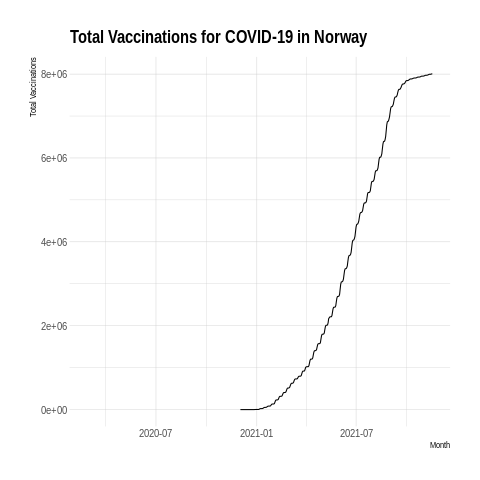 Total Vaccinations for COVID-19 in Norway
Total Vaccinations
8e+06
6e+06
4e+06
2e+06
0e+00
2020-07
2021-01
2021-07
Month